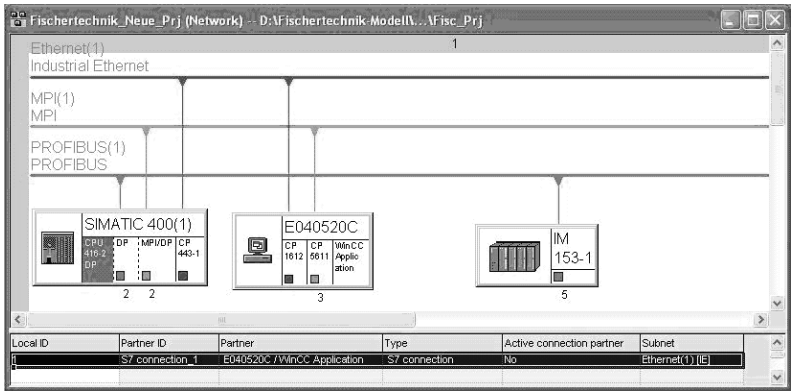 Fischertechnik_Neue_Prj (Network) -- D:\Fischertechnik-Modell\...\Fisc_Prj
1
Ethernet(1)
Industrial Ethernet
MPI(1)
MPI
PROFIBUS(1)
PROFIBUS
SIMATIC 400(1)
CPU 416-2 DP
DP
MPI/DP
CP 443-1
2 2
E040520C
CP 1612
CP 5611
WinCC Application
3
IM 153-1
5
Local ID Partner ID Partner Type Active connection partner Subnet
1 S7 connection_1 E040520C / WinCC Application S7 connection No Ethernet(1) [IE]